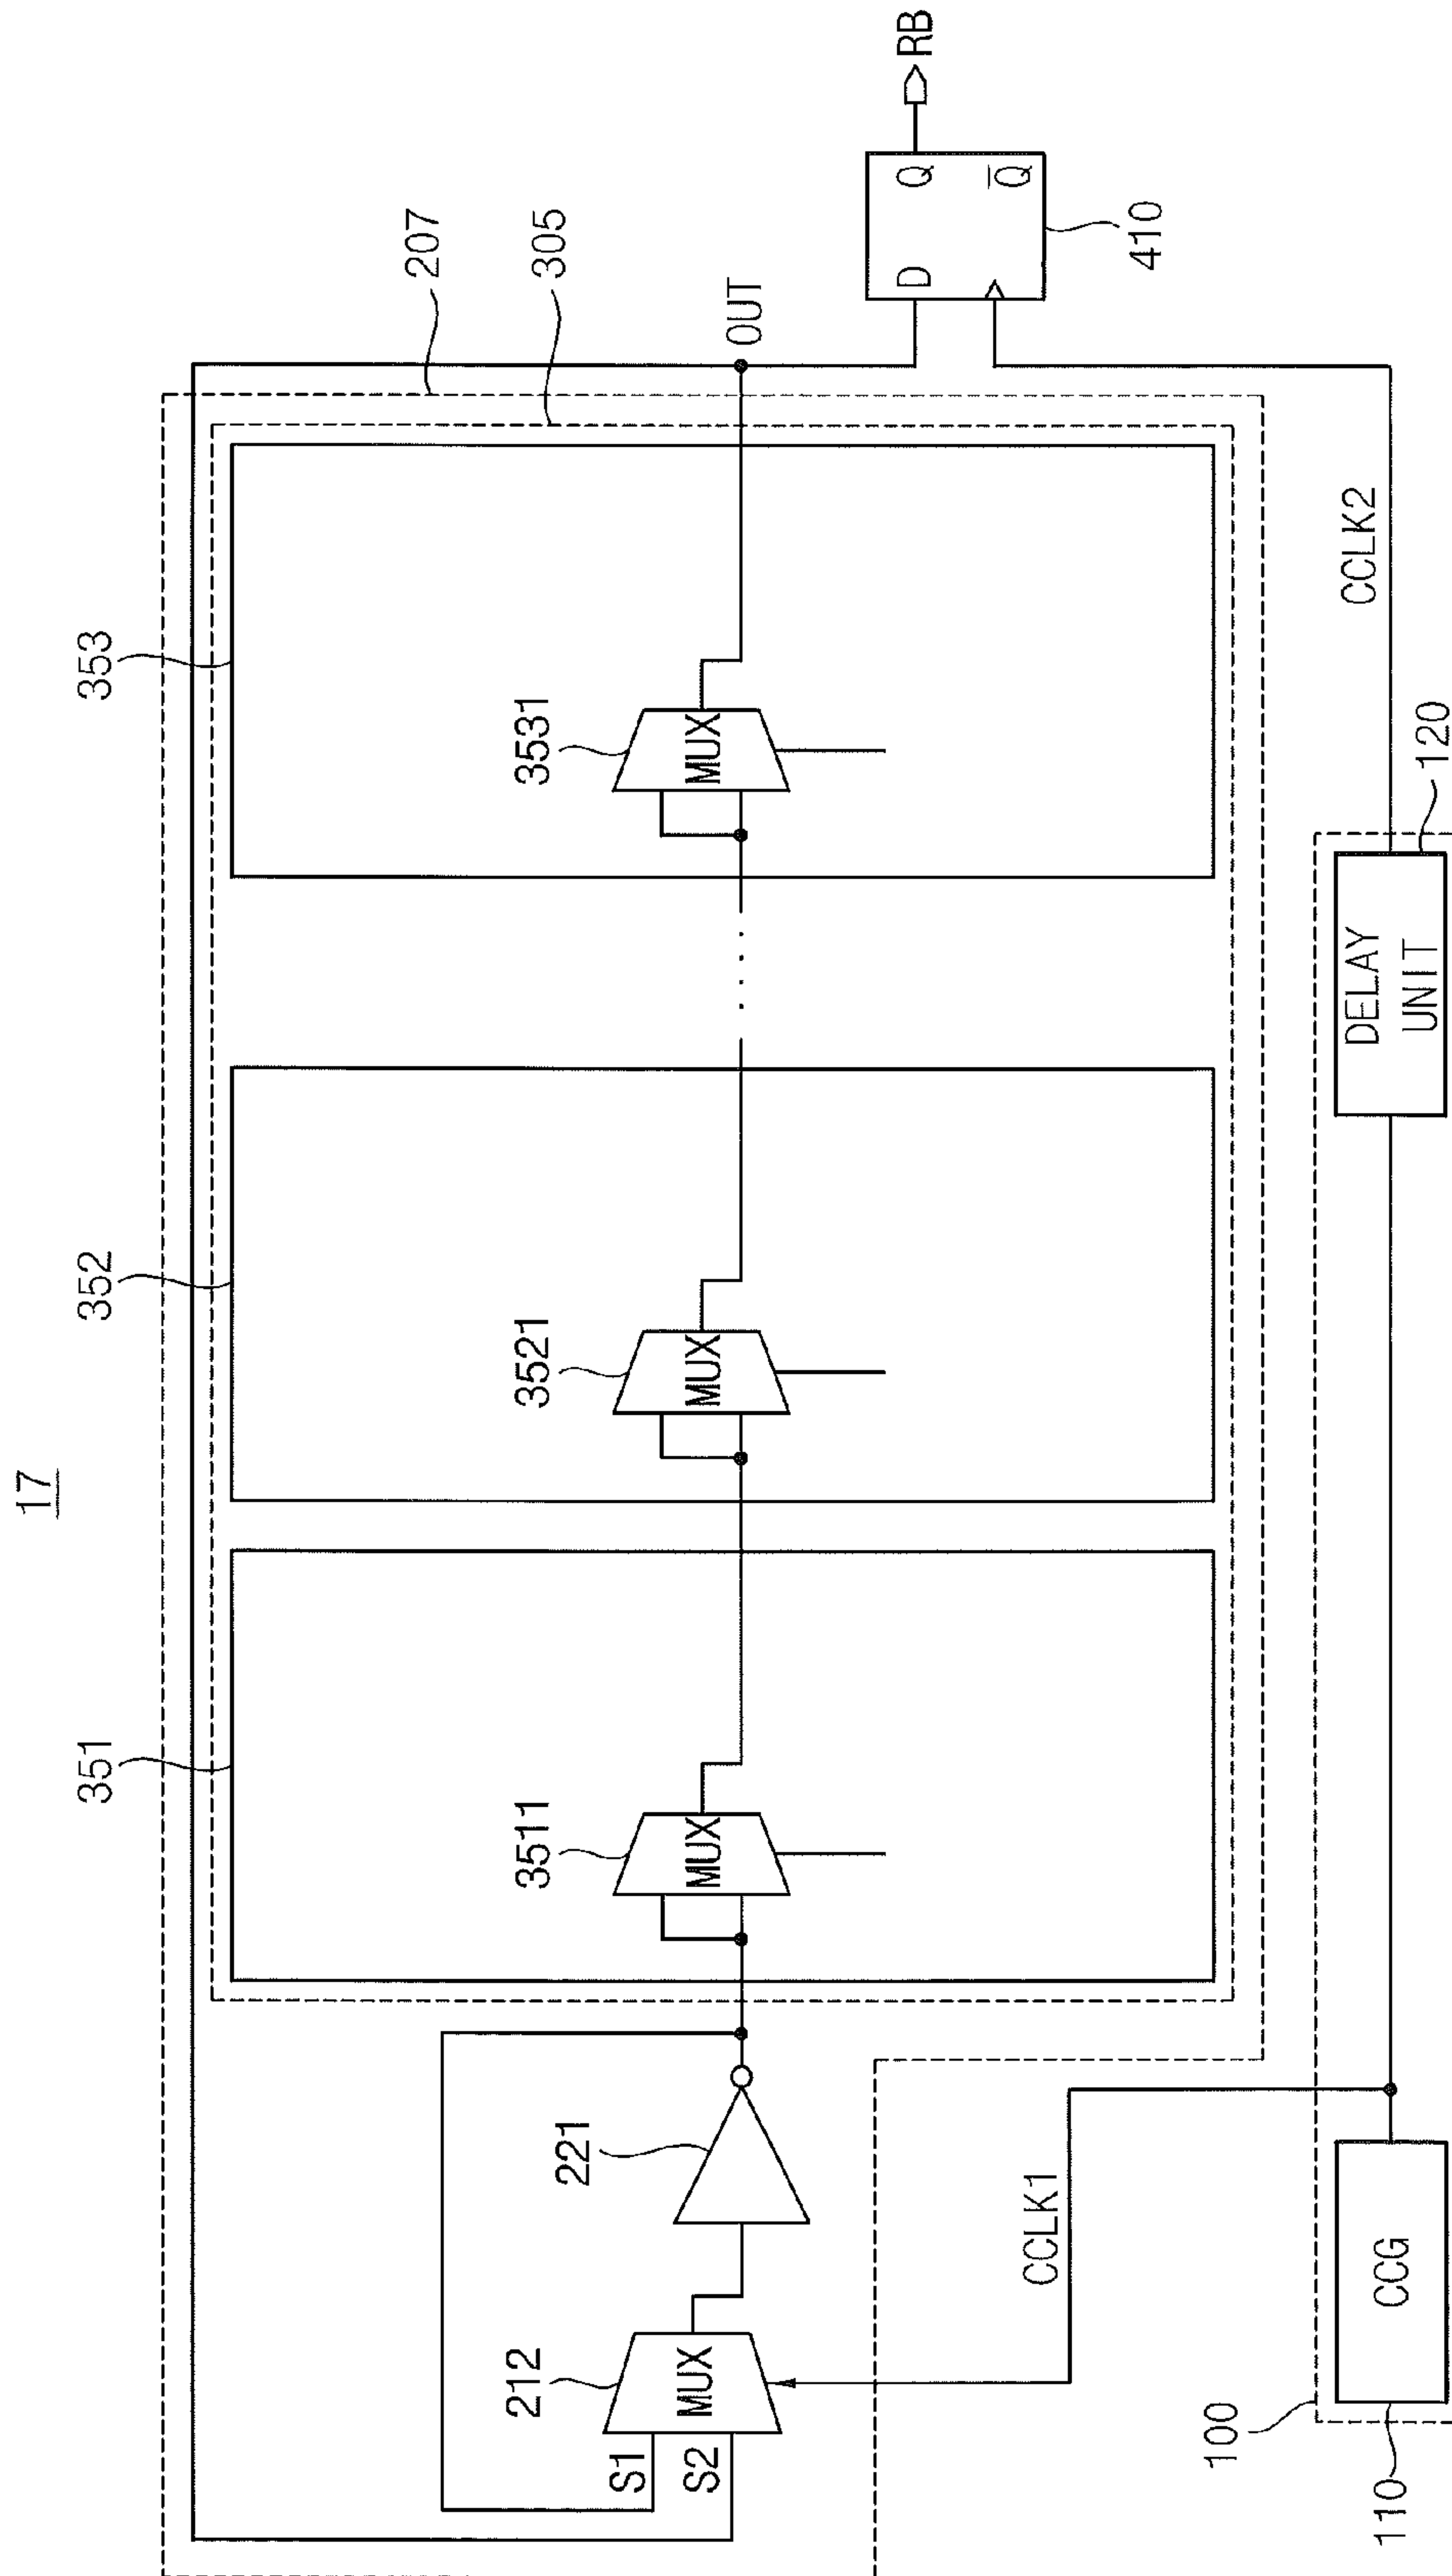 17
351
352
353
207
305
3511
MUX
3521
MUX
3531
MUX
OUT
D
Q
Q̅
RB
410
212
S1
S2
MUX
221
CCLK1
CCLK2
100
110
CCG
DELAY
UNIT
120